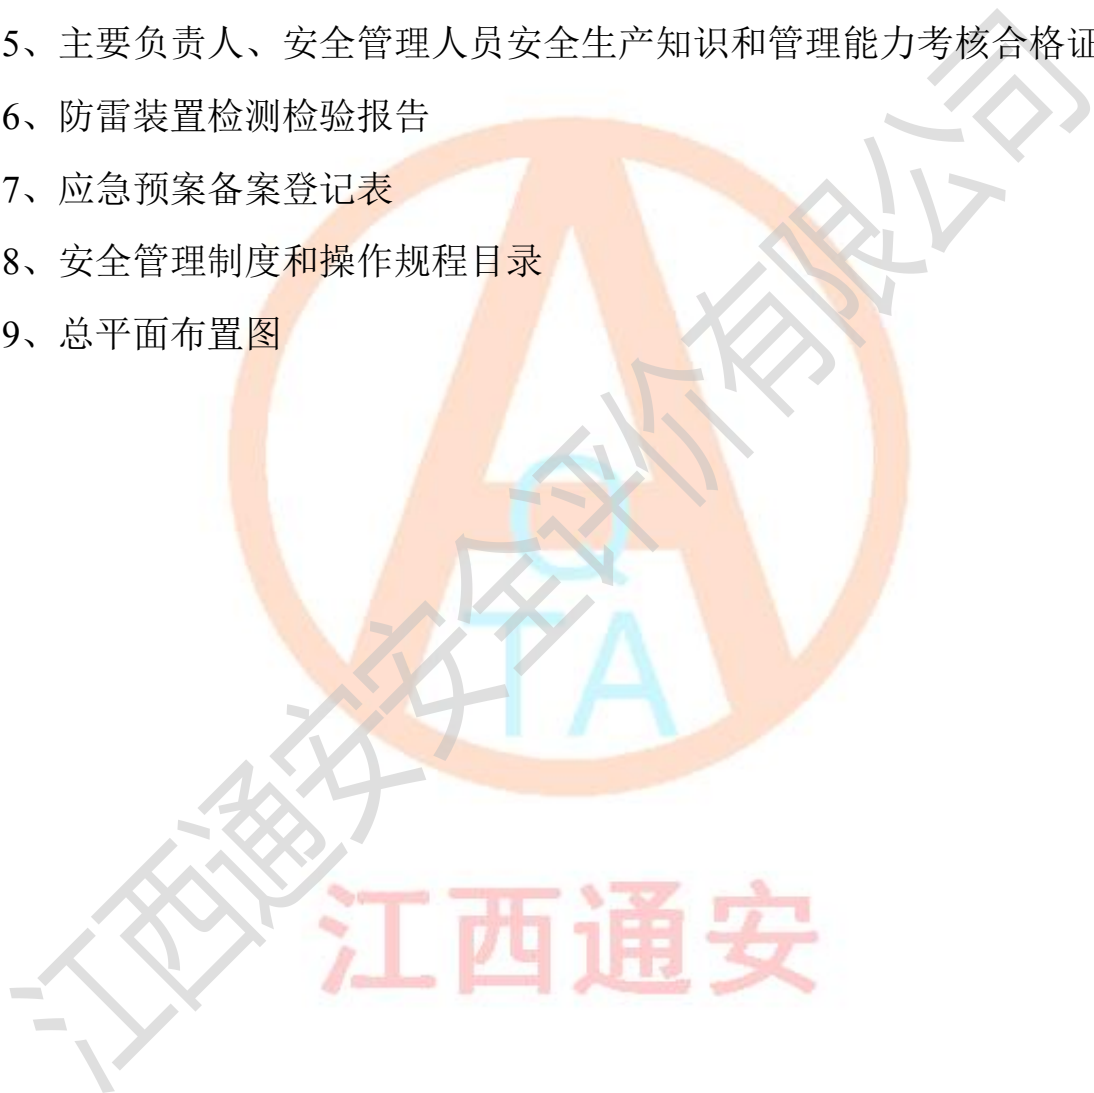 5、主要负责人、安全管理人员安全生产知识和管理能力考核合格证
6、防雷装置检测检验报告
7、应急预案备案登记表
8、安全管理制度和操作规程目录
9、总平面布置图
Q
TA
江西通安
江西通安安全评价有限公司